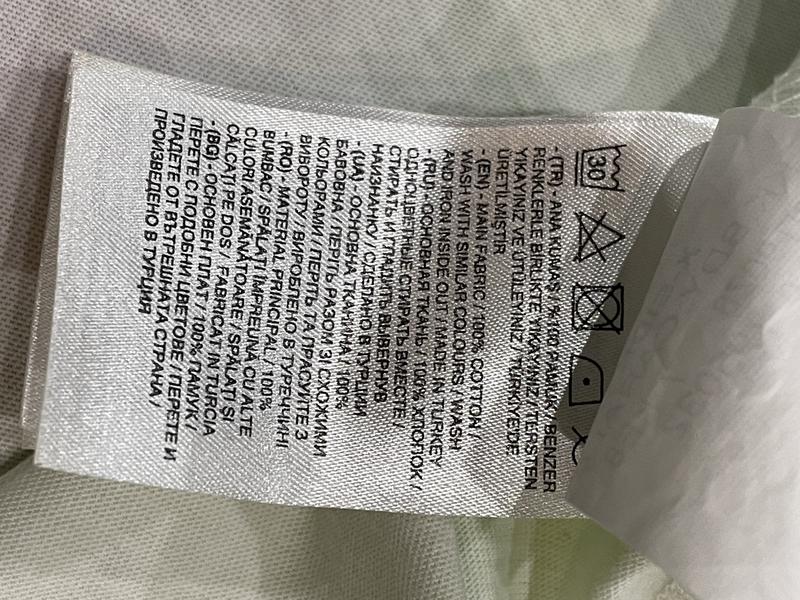 30
- (TR) - ANA KUMAŞ / % 100 PAMUK / BENZER
RENKLERLE BİRLİKTE YIKAYINIZ / TERSTEN
YIKAYINIZ VE ÜTÜLEYİNİZ / TÜRKİYE'DE
ÜRETİLMİŞTİR
- (EN) - MAIN FABRIC / 100% COTTON /
WASH WITH SIMILAR COLOURS / WASH
AND IRON INSIDE OUT / MADE IN TURKEY
- (RU) - ОСНОВНАЯ ТКАНЬ / 100% ХЛОПОК /
ОДНОЦВЕТНЫЕ СТИРАТЬ ВМЕСТЕ /
СТИРАТЬ И ГЛАДИТЬ ВЫВЕРНУВ
НАИЗНАНКУ / СДЕЛАНО В ТУРЦИИ
- (UA) - ОСНОВНА ТКАНИНА / 100%
БАВОВНА / ПЕРІТЬ РАЗОМ ЗІ СХОЖИМИ
КОЛЬОРАМИ / ПЕРІТЬ ТА ПРАСУЙТЕ З
ВИВОРОТУ / ВИРОБЛЕНО В ТУРЕЧЧИНІ
- (RO) - MATERIAL PRINCIPAL / 100%
BUMBAC / SPĂLAȚI ÎMPREUNĂ CU ALTE
CULORI ASEMĂNĂTOARE / SPĂLAȚI ȘI
CĂLCAȚI PE DOS / FABRICAT ÎN TURCIA
- (BG) - ОСНОВЕН ПЛАТ / 100% ПАМУК /
ПЕРЕТЕ С ПОДОБНИ ЦВЕТОВЕ / ПЕРЕТЕ И
ГЛАДЕТЕ ОТ ВЪТРЕШНАТА СТРАНА /
ПРОИЗВЕДЕНО В ТУРЦИЯ